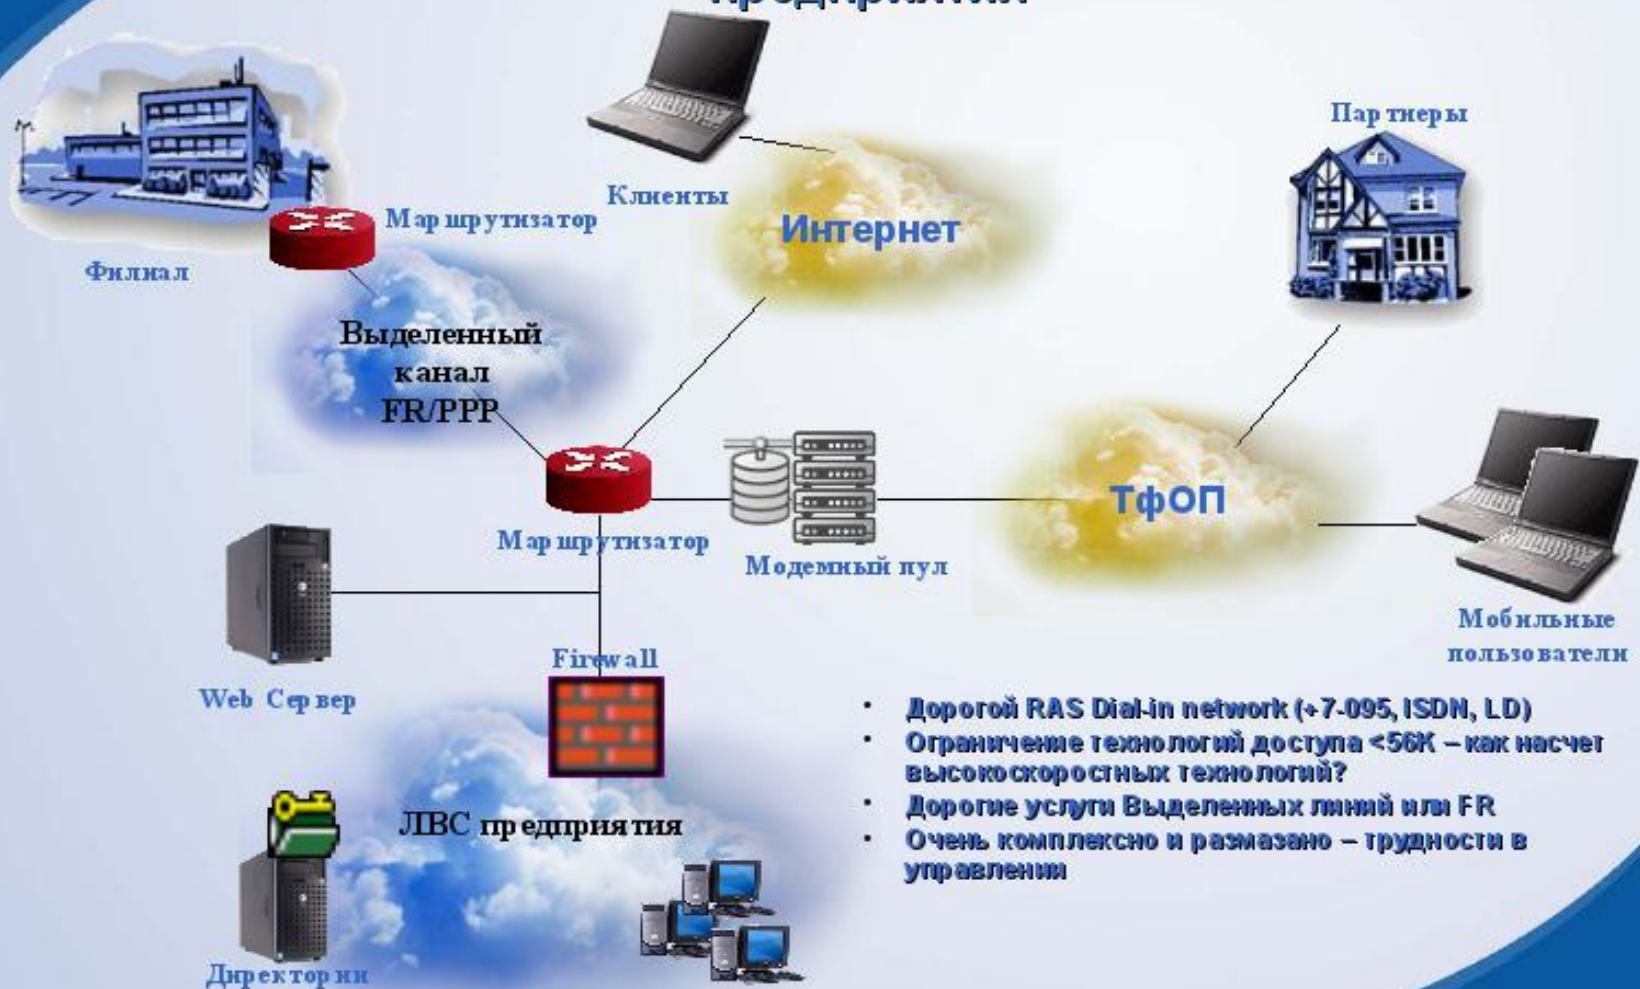 предприятия
Партнеры
Клиенты
Маршрутизатор
Интернет
Филиал
Выделенный
канал
FR/PPP
ТфОП
Маршрутизатор
Модемный пул
Мобильные
пользователи
Firewall
Web Сервер
• Дорогой RAS Dial-in network (+7-095, ISDN, LD)
• Ограничение технологий доступа <56K – как насчет
высокоскоростных технологий?
• Дорогие услуги Выделенных линий или FR
• Очень комплексно и размазано – трудности в
управлении
ЛВС предприятия
Директории